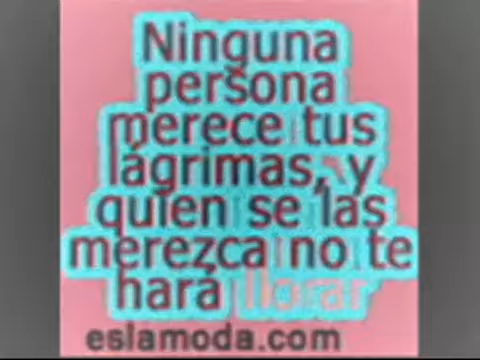 Ninguna
persona
merece tus
lágrimas, y
quien se las
merezca no te
hará llorar
eslamoda.com